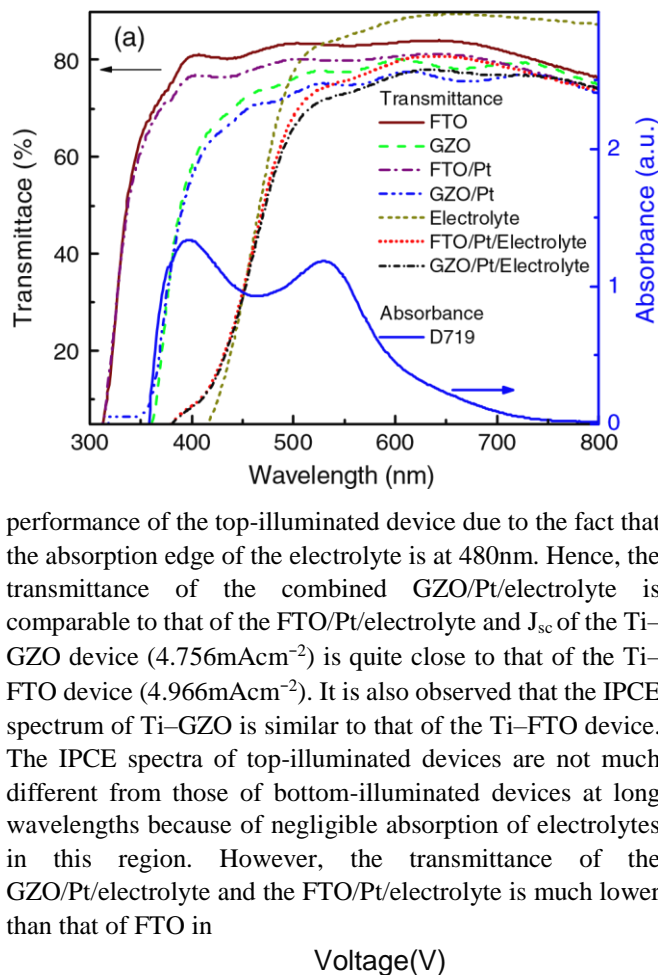 (a)
80
60
40
20
Transmittace (%)
300 400 500 600 700 800
Wavelength (nm)
0
1
2
Absorbance (a.u.)
Transmittance
FTO
GZO
FTO/Pt
GZO/Pt
Electrolyte
FTO/Pt/Electrolyte
GZO/Pt/Electrolyte
Absorbance
D719
performance of the top-illuminated device due to the fact that
the absorption edge of the electrolyte is at 480nm. Hence, the
transmittance of the combined GZO/Pt/electrolyte is
comparable to that of the FTO/Pt/electrolyte and Jsc of the Ti–
GZO device (4.756mAcm⁻²) is quite close to that of the Ti–
FTO device (4.966mAcm⁻²). It is also observed that the IPCE
spectrum of Ti–GZO is similar to that of the Ti–FTO device.
The IPCE spectra of top-illuminated devices are not much
different from those of bottom-illuminated devices at long
wavelengths because of negligible absorption of electrolytes
in this region. However, the transmittance of the
GZO/Pt/electrolyte and the FTO/Pt/electrolyte is much lower
than that of FTO in
Voltage(V)